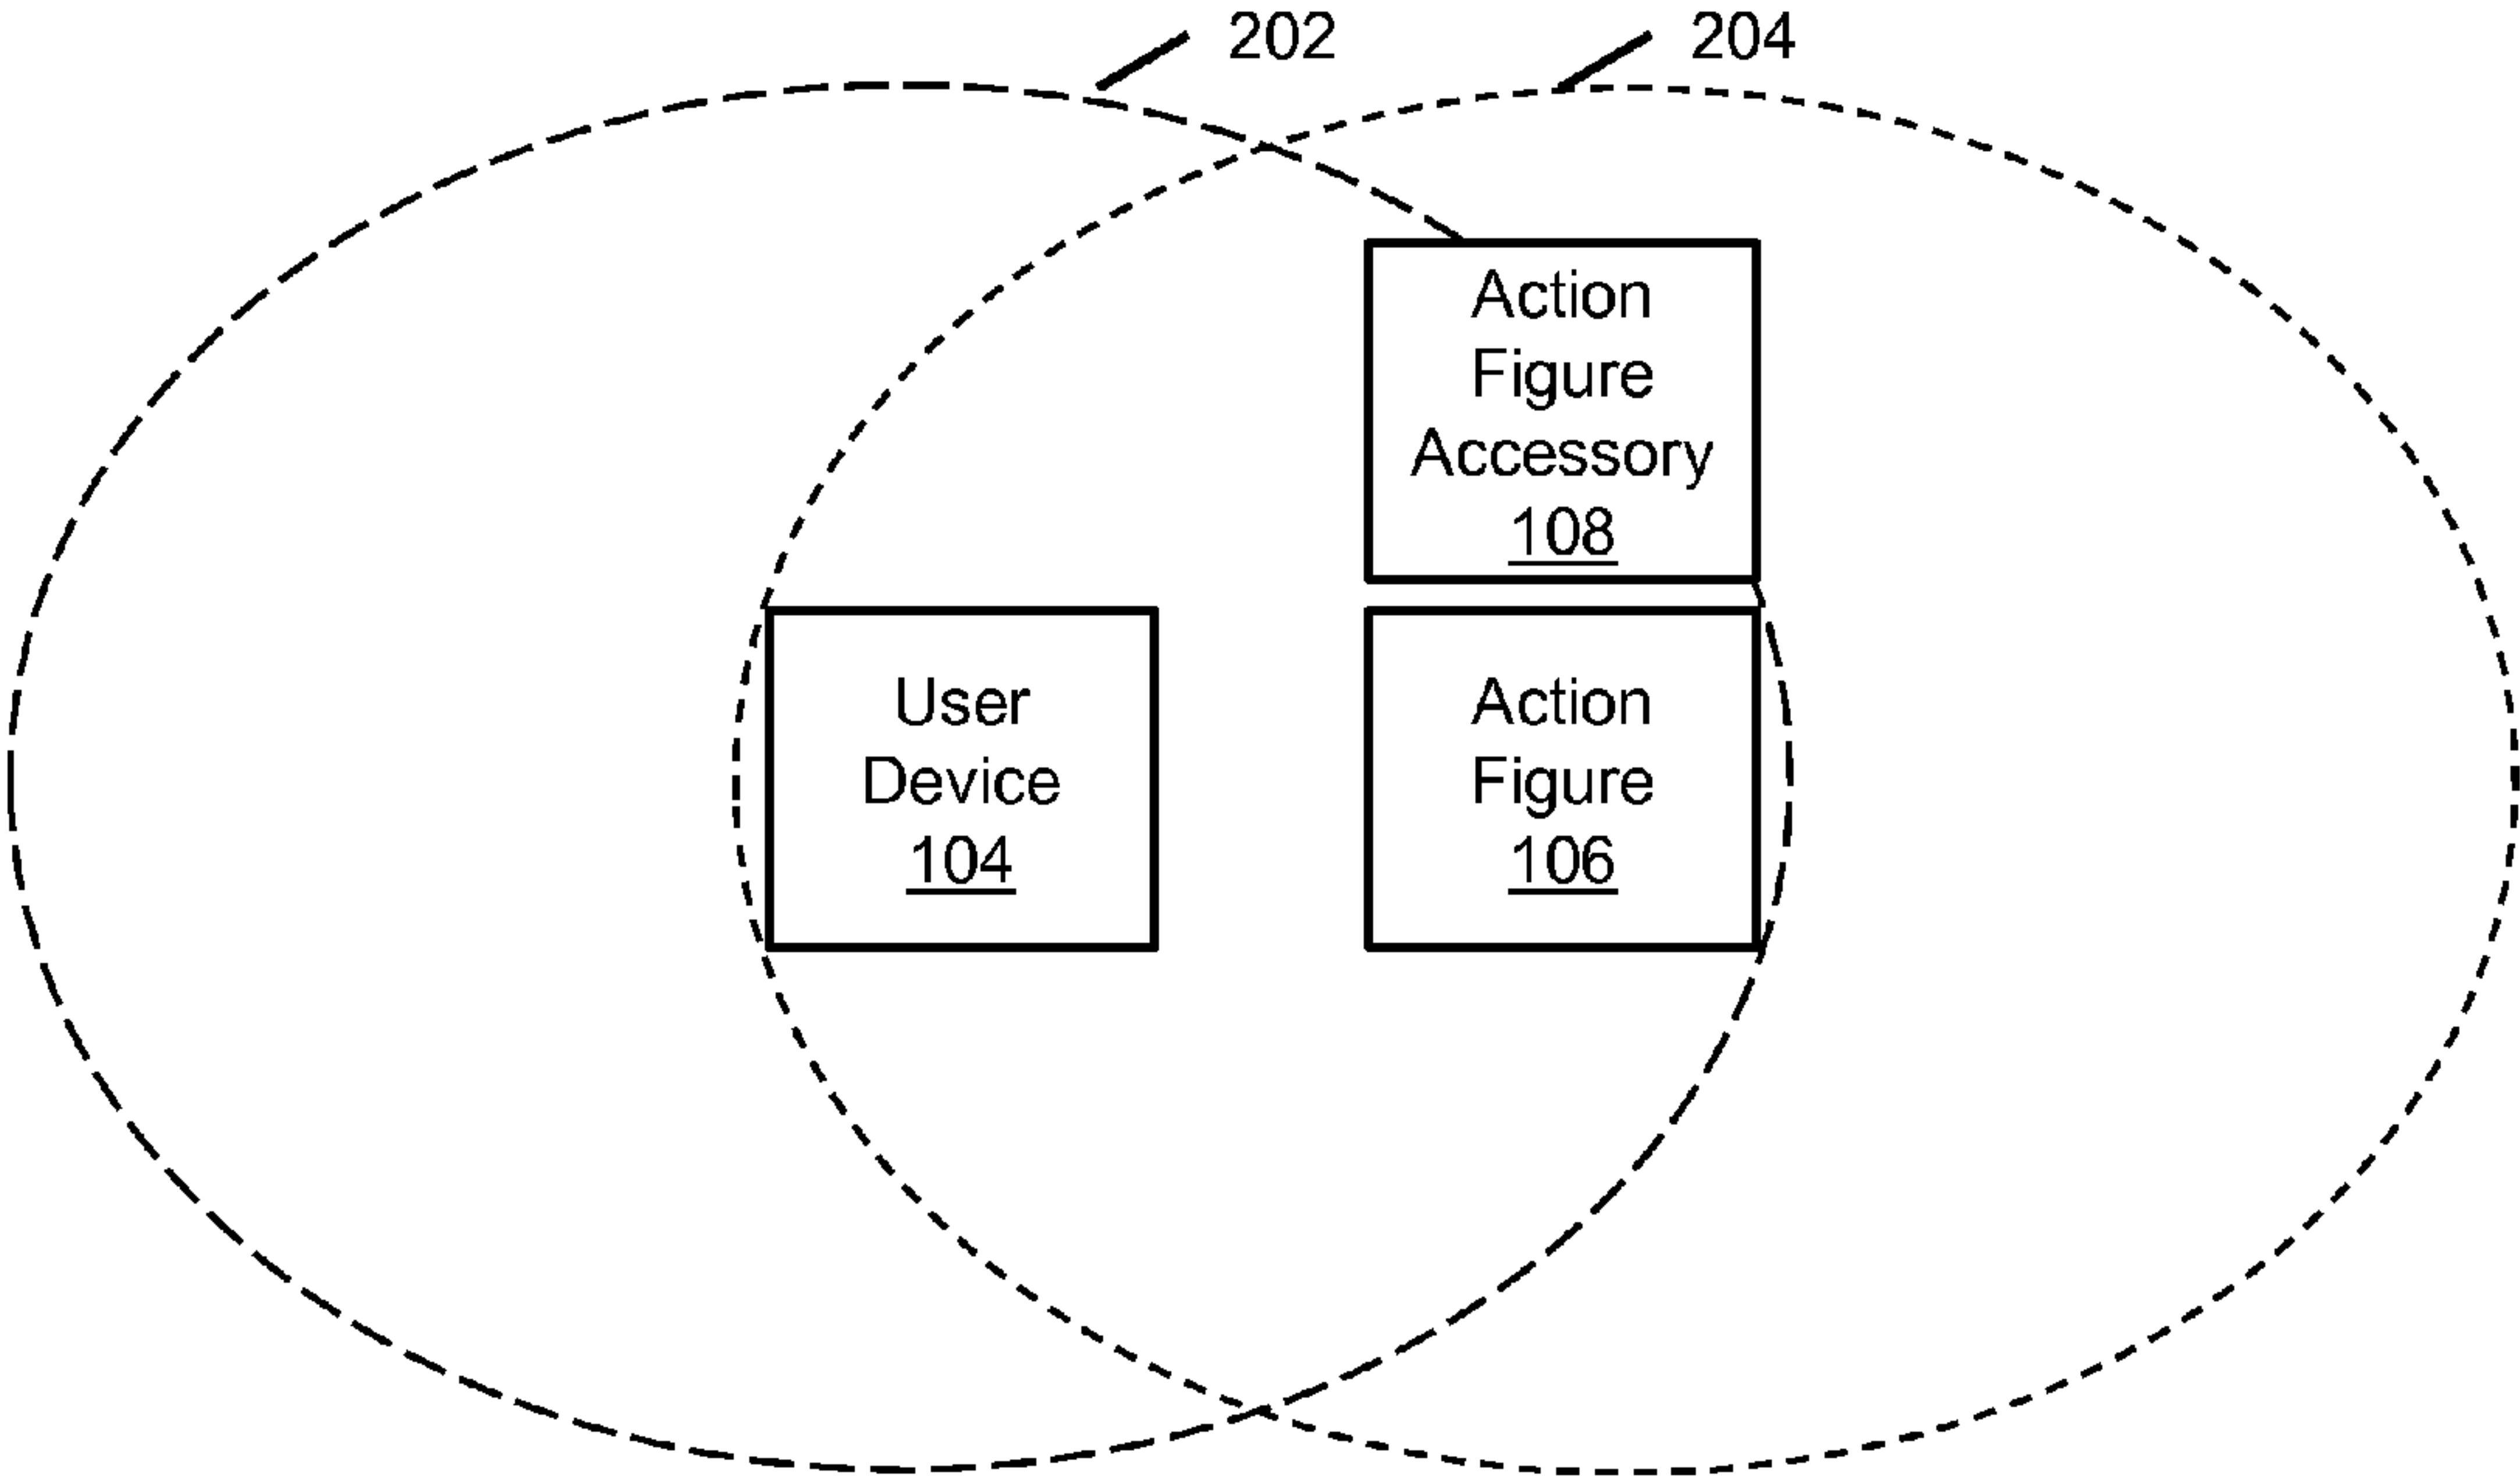 202
204
Action
Figure
Accessory
108
User
Device
104
Action
Figure
106